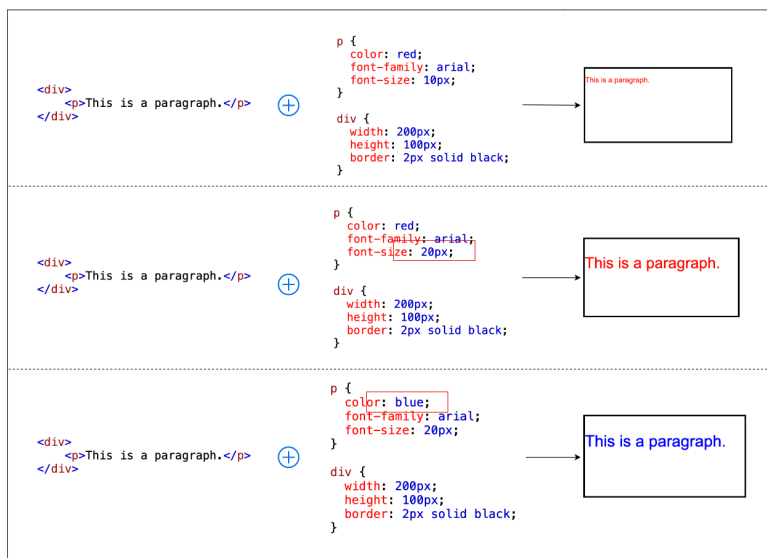 <div>
<p>This is a paragraph.</p>
</div>
p {
color: red;
font-family: arial;
font-size: 10px;
}
div {
width: 200px;
height: 100px;
border: 2px solid black;
}
This is a paragraph.
<div>
<p>This is a paragraph.</p>
</div>
p {
color: red;
font-family: arial;
font-size: 20px;
}
div {
width: 200px;
height: 100px;
border: 2px solid black;
}
This is a paragraph.
<div>
<p>This is a paragraph.</p>
</div>
p {
color: blue;
font-family: arial;
font-size: 20px;
}
div {
width: 200px;
height: 100px;
border: 2px solid black;
}
This is a paragraph.